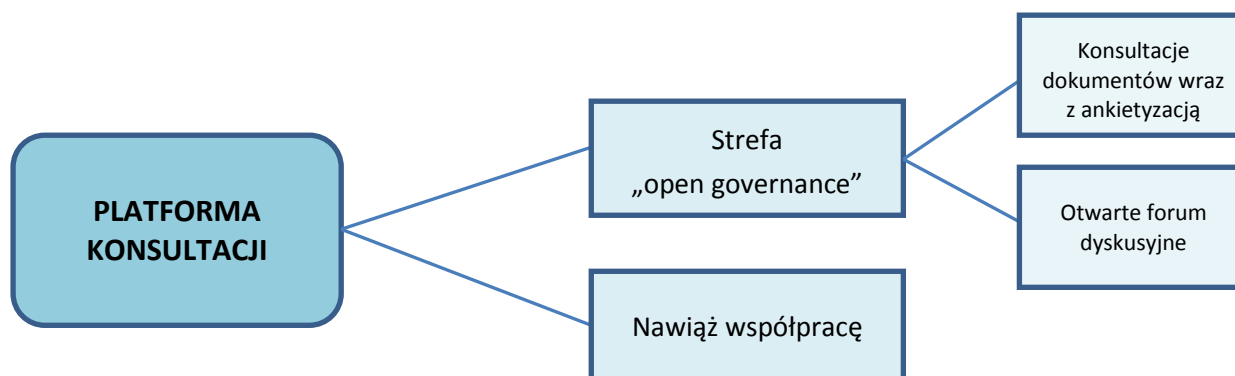 PLATFORMA
KONSULTACJI
Strefa
„open governance”
Nawiąż współpracę
Konsultacje
dokumentów wraz
z ankietyzacją
Otwarte forum
dyskusyjne